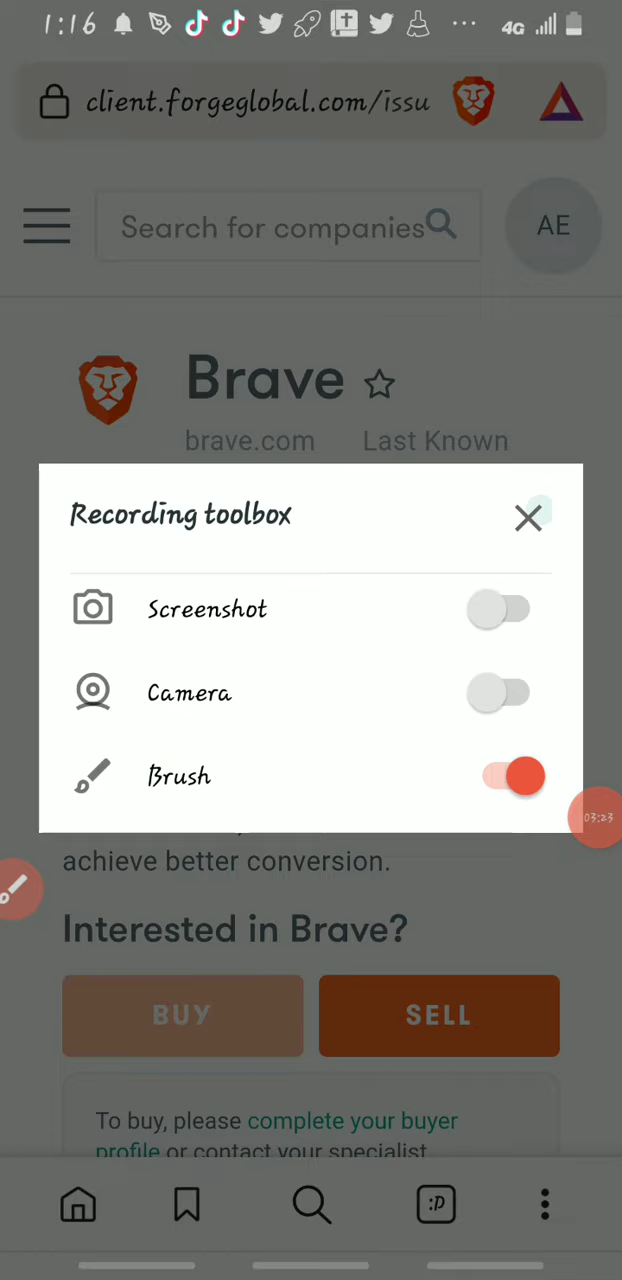 1:16
4G
client.forgeglobal.com/issu
Search for companies
AE
Brave
brave.com Last Known
Recording toolbox
Screenshot
Camera
Brush
03:23
achieve better conversion.
Interested in Brave?
BUY SELL
To buy, please complete your buyer
profile or contact your specialist
:D